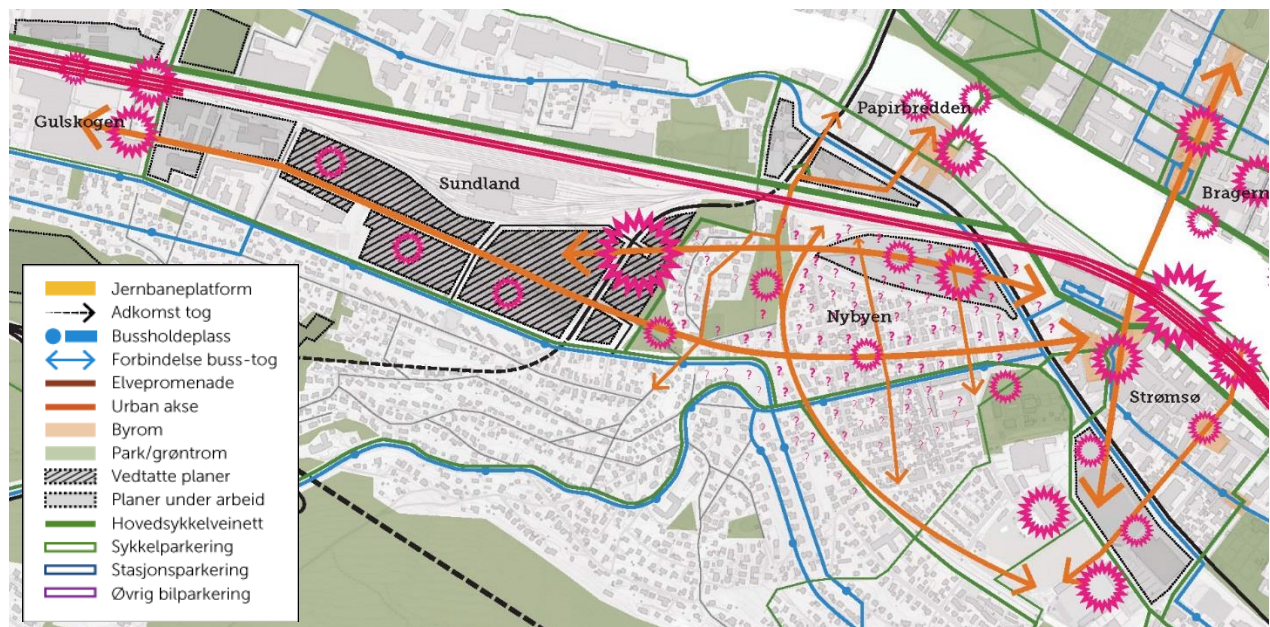 Papirbredden
Gulskogen
Sundland
Bragern
Nybyen
Strømsø
Jernbaneplatform
Adkomst tog
Bussholdeplass
Forbindelse buss-tog
Elvepromenade
Urban akse
Byrom
Park/grøntrom
Vedtatte planer
Planer under arbeid
Hovedsykkelveinett
Sykkelparkering
Stasjonsparkering
Øvrig bilparkering